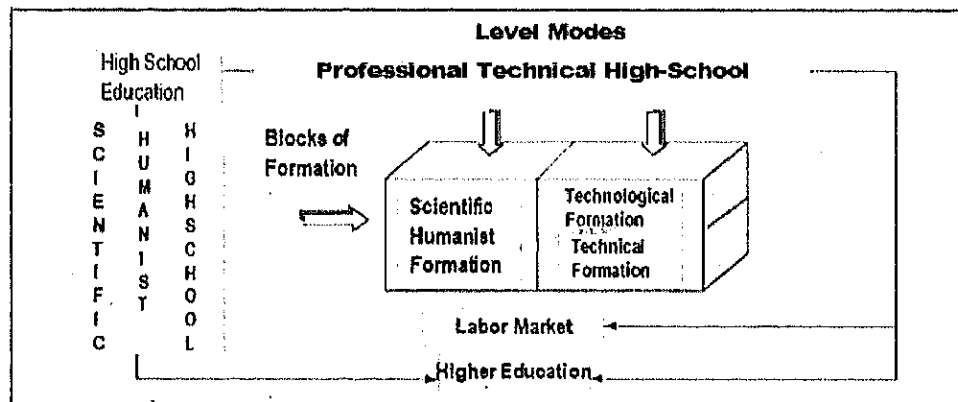 Level Modes
Professional Technical High-School
High School
Education
SCIENTIFIC
HUMANIST
HIGHSCHOOL
Blocks of
Formation
Scientific
Humanist
Formation
Technological
Formation
Technical
Formation
Labor Market
Higher Education